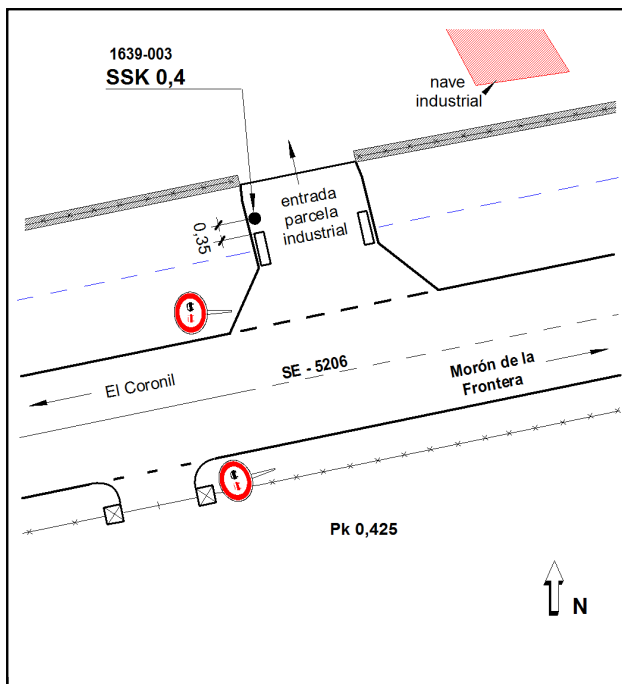 1639-003
SSK 0,4
nave
industrial
entrada
parcela
industrial
0,35
El Coronil
SE - 5206
Morón de la
Frontera
Pk 0,425
N